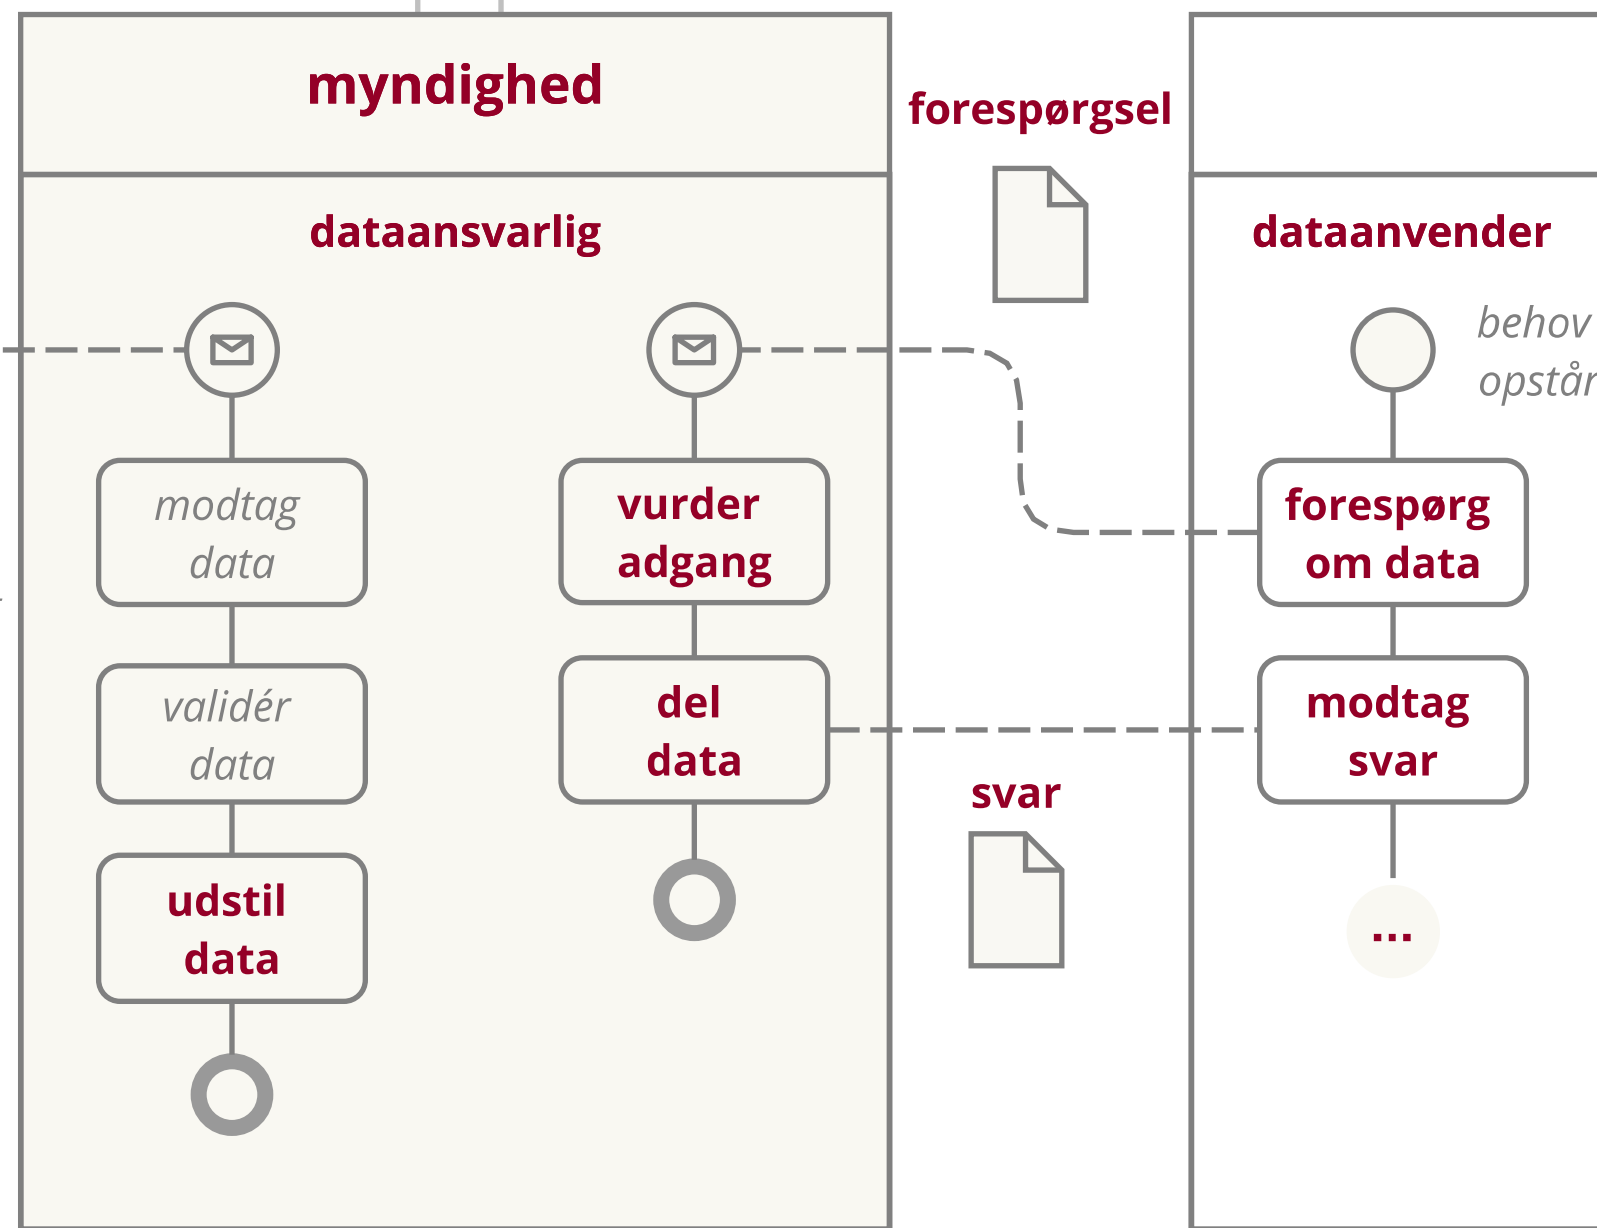 myndighed
forespørgsel
dataansvarlig
dataanvender
behov
opstår
modtag
data
vurder
adgang
forespørg
om data
validér
data
del
data
modtag
svar
svar
udstil
data
...